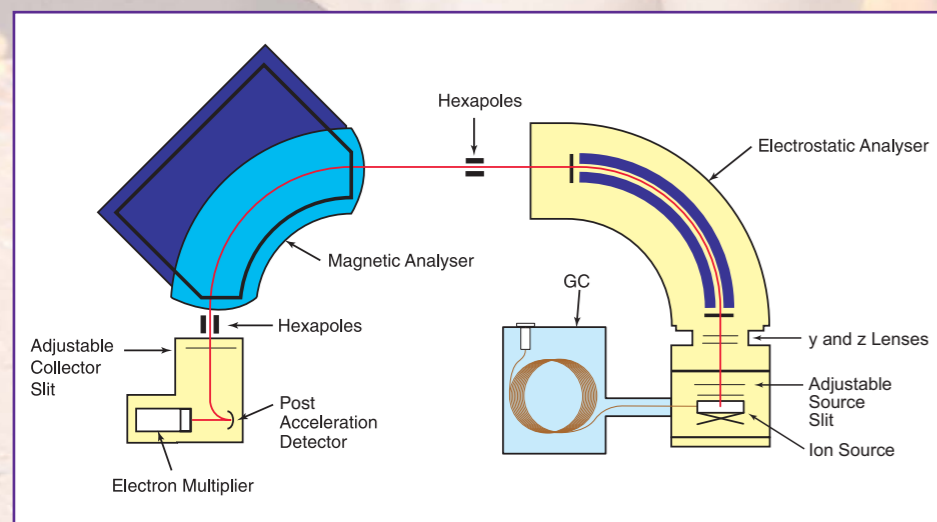 Hexapoles
Electrostatic Analyser
Magnetic Analyser
GC
Hexapoles
y and z Lenses
Adjustable
Collector
Slit
Adjustable
Source
Slit
Post
Acceleration
Detector
Ion Source
Electron Multiplier